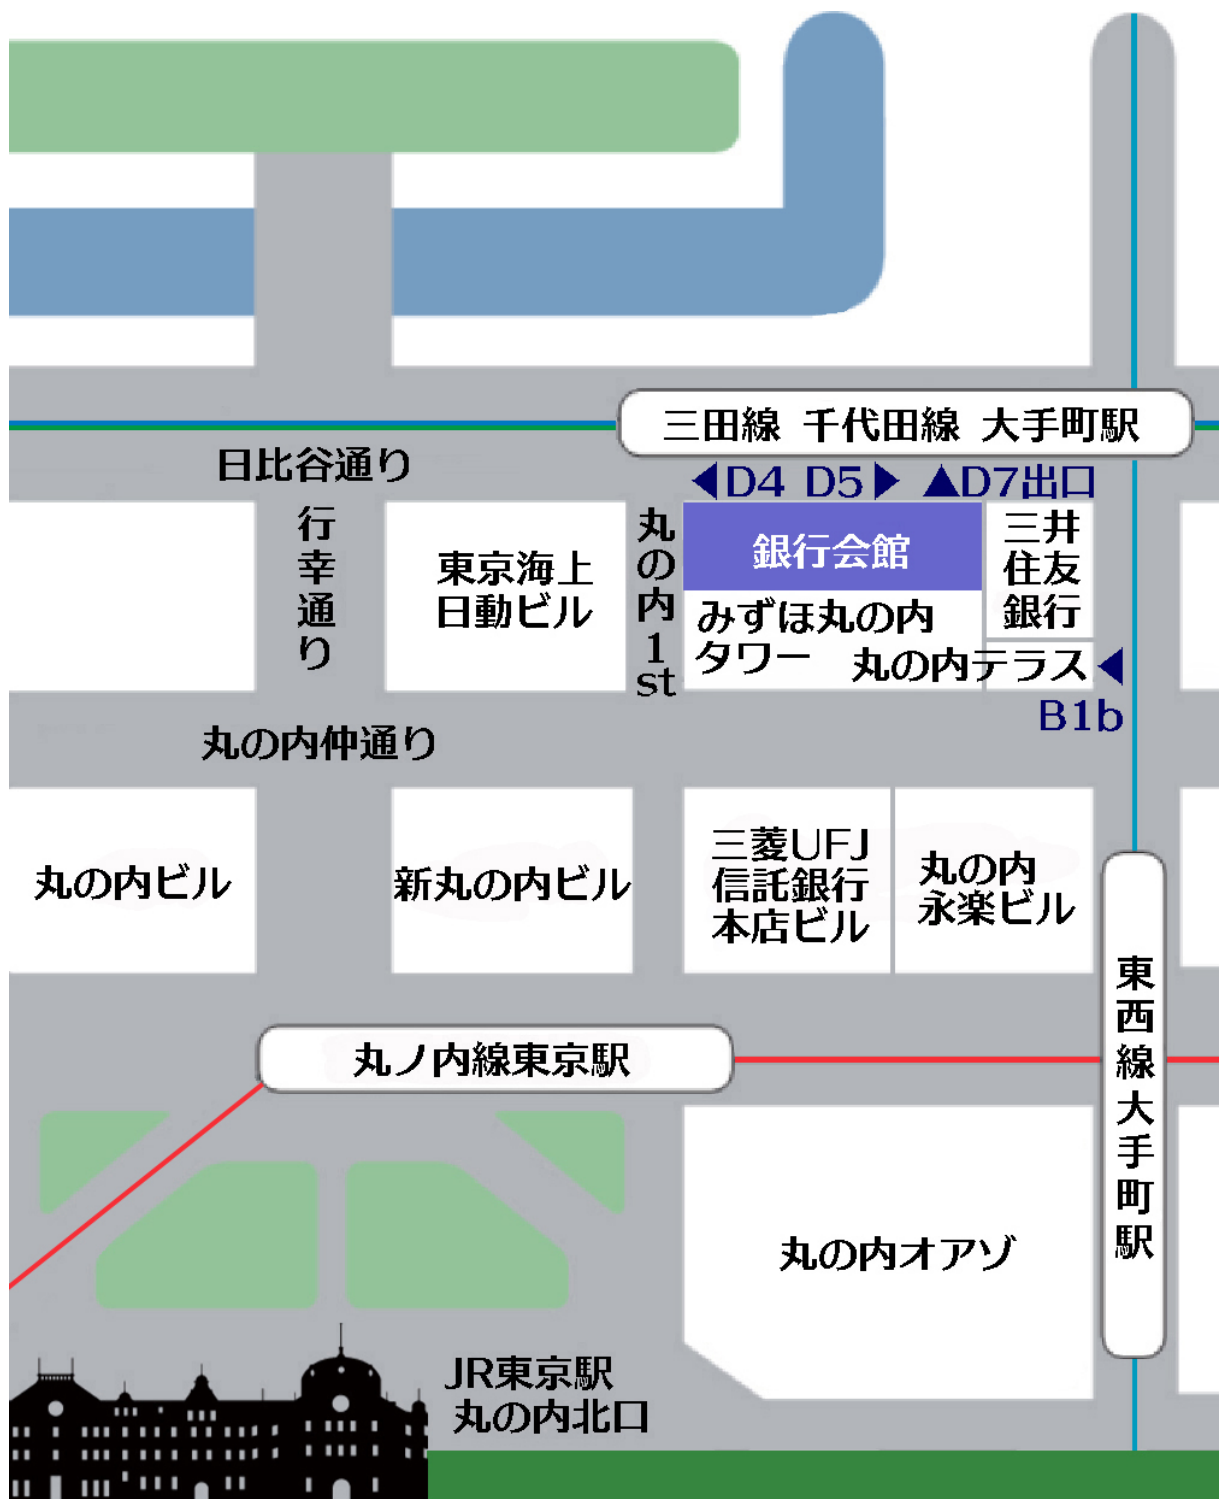 三田線 千代田線 大手町駅
日比谷通り
◀D4 D5▶ ▲D7出口
行幸通り
東京海上
日動ビル
丸の内1st
銀行会館
みずほ丸の内
タワー
三井
住友
銀行
丸の内テラス◀
B1b
丸の内仲通り
丸の内ビル
新丸の内ビル
三菱UFJ
信託銀行
本店ビル
丸の内
永楽ビル
東西線大手町駅
丸ノ内線東京駅
丸の内オアゾ
JR東京駅
丸の内北口